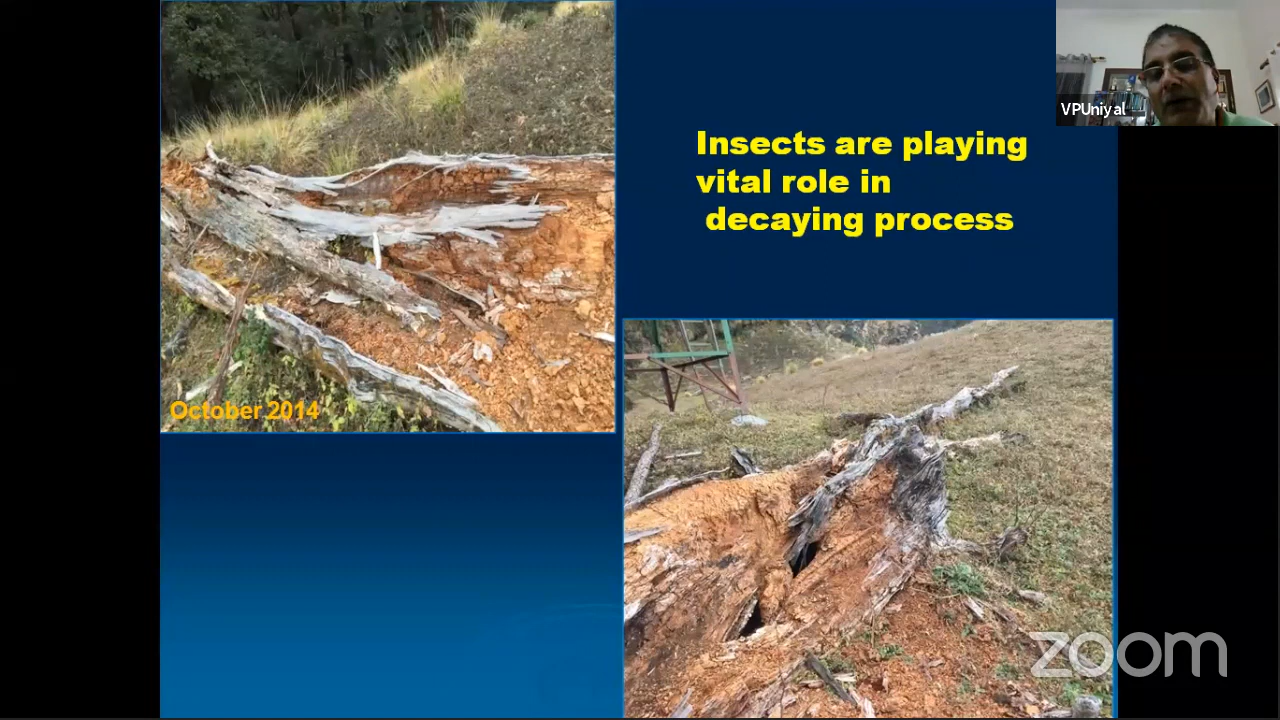 VPUniyal
Insects are playing
vital role in
decaying process
October 2014
zoom